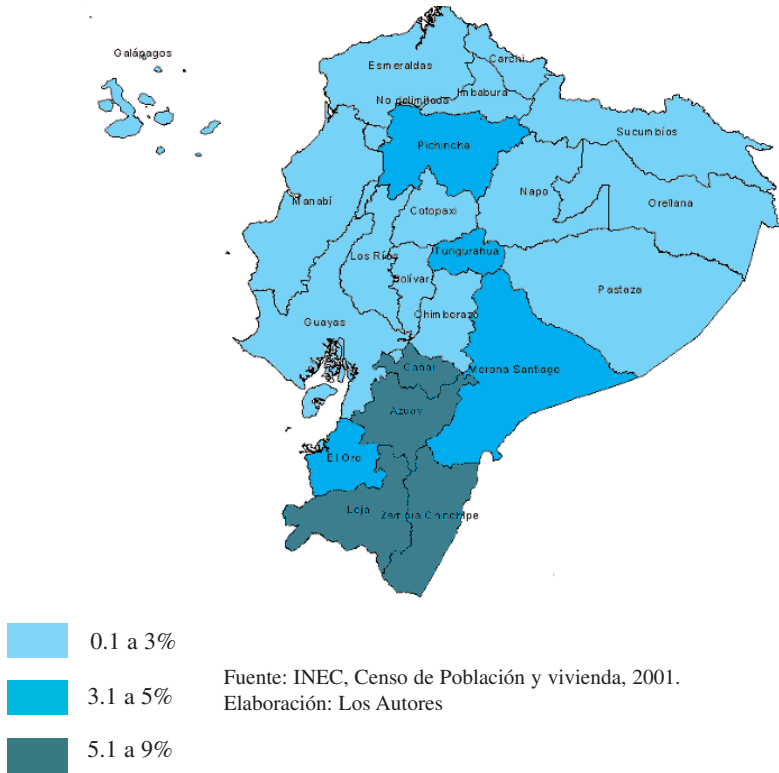 Galápagos
Esmeraldas
Carchi
Imbabura
No delimitada
Sucumbíos
Pichincha
Napo
Orellana
Manabí
Cotopaxi
Tungurahua
Los Ríos
Bolívar
Pastaza
Chimborazo
Guayas
Cañar
Morona Santiago
Azuay
El Oro
Loja
Zamora Chinchipe
0.1 a 3%
3.1 a 5%
5.1 a 9%
Fuente: INEC, Censo de Población y vivienda, 2001.
Elaboración: Los Autores